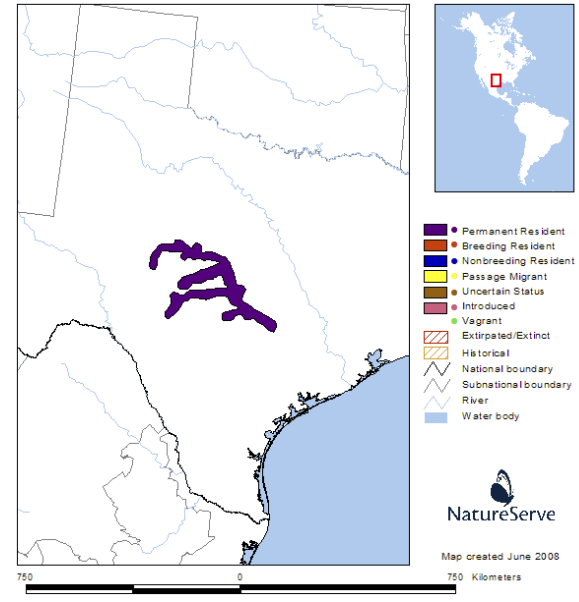 Permanent Resident
Breeding Resident
Nonbreeding Resident
Passage Migrant
Uncertain Status
Introduced
Vagrant
Extirpated/Extinct
Historical
National boundary
Subnational boundary
River
Water body
NatureServe
Map created June 2008
750 0 750 Kilometers